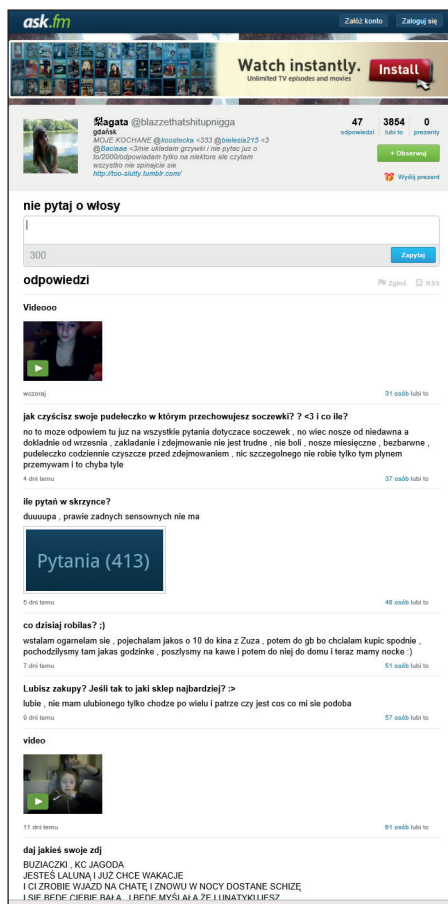 ask.fm
Załóż konto
Zaloguj się
Watch instantly.
Unlimited TV episodes and movies
Install
agata @blazzethatshitupnigga
gdańsk
MOJE KOCHANE @koostecka <333 @bielesia215 <3
@Baciaaa <3/nie układam grzywki i nie pytac juz o
to/2000/odpowiadam tylko na niektore ale czytam
wszystko nie spinajcie sie
http://too-slutty.tumblr.com/
47 3854 0
odpowiedzi lubi to prezenty
+ Obserwuj
Wyślij prezent
nie pytaj o włosy
300
Zapytaj
odpowiedzi
Zgłoś RSS
Videooo
wczoraj
31 osób lubi to
jak czyścisz swoje pudełeczko w którym przechowujesz soczewki? ? <3 i co ile?
no to moze odpowiem tu juz na wszystkie pytania dotyczace soczewek , no wiec nosze od niedawna a
dokladnie od wrzesnia , zakladanie i zdejmowanie nie jest trudne , nie boli , nosze miesięczne , bezbarwne ,
pudeleczko codziennie czyszcze przed zdejmowaniem , nic szczegolnego nie robie tylko tym plynem
przemywam i to chyba tyle
4 dni temu
37 osób lubi to
ile pytań w skrzynce?
duuuupa , prawie zadnych sensownych nie ma
Pytania (413)
5 dni temu
48 osób lubi to
co dzisiaj robilas? ;)
wstalam ogarnelam sie , pojechalam jakos o 10 do kina z Zuza , potem do gb bo chcialam kupic spodnie ,
pochodzilysmy tam jakas godzinke , poszlysmy na kawe i potem do niej do domu i teraz mamy nocke :)
7 dni temu
51 osób lubi to
Lubisz zakupy? Jeśli tak to jaki sklep najbardziej? :>
lubie , nie mam ulubionego tylko chodze po wielu i patrze czy jest cos co mi sie podoba
9 dni temu
57 osób lubi to
video
11 dni temu
61 osób lubi to
daj jakieś swoje zdj
BUZIACZKI , KC JAGODA
JESTEŚ LALUNĄ I JUŻ CHCE WAKACJE
I CI ZROBIE WJAZD NA CHATĘ I ZNOWU W NOCY DOSTANE SCHIZĘ
I SIE BEDE CIEBIE BAŁA , I BEDE MYŚLAŁA ŻE LUNATYKUJESZ